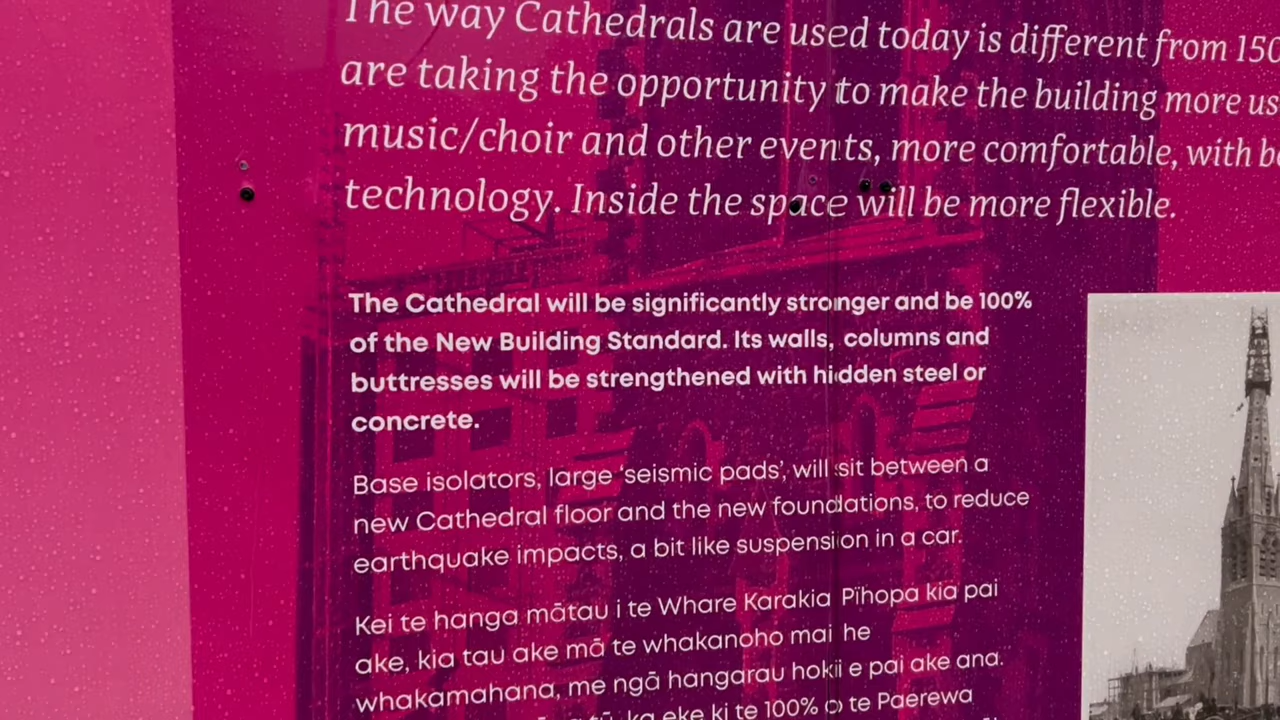 The way Cathedrals are used today is different from 150
are taking the opportunity to make the building more us
music/choir and other events, more comfortable, with be
technology. Inside the space will be more flexible.
The Cathedral will be significantly stronger and be 100%
of the New Building Standard. Its walls, columns and
buttresses will be strengthened with hidden steel or
concrete.
Base isolators, large ‘seismic pads’, will sit between a
new Cathedral floor and the new foundations, to reduce
earthquake impacts, a bit like suspension in a car.
Kei te hanga mātau i te Whare Karakia Pīhopa kia pai
ake, kia tau ake mā te whakanoho mai he
whakamahana, me ngā hangarau hokii e pai ake ana.
ka eke ki te 100% o te Paerewa